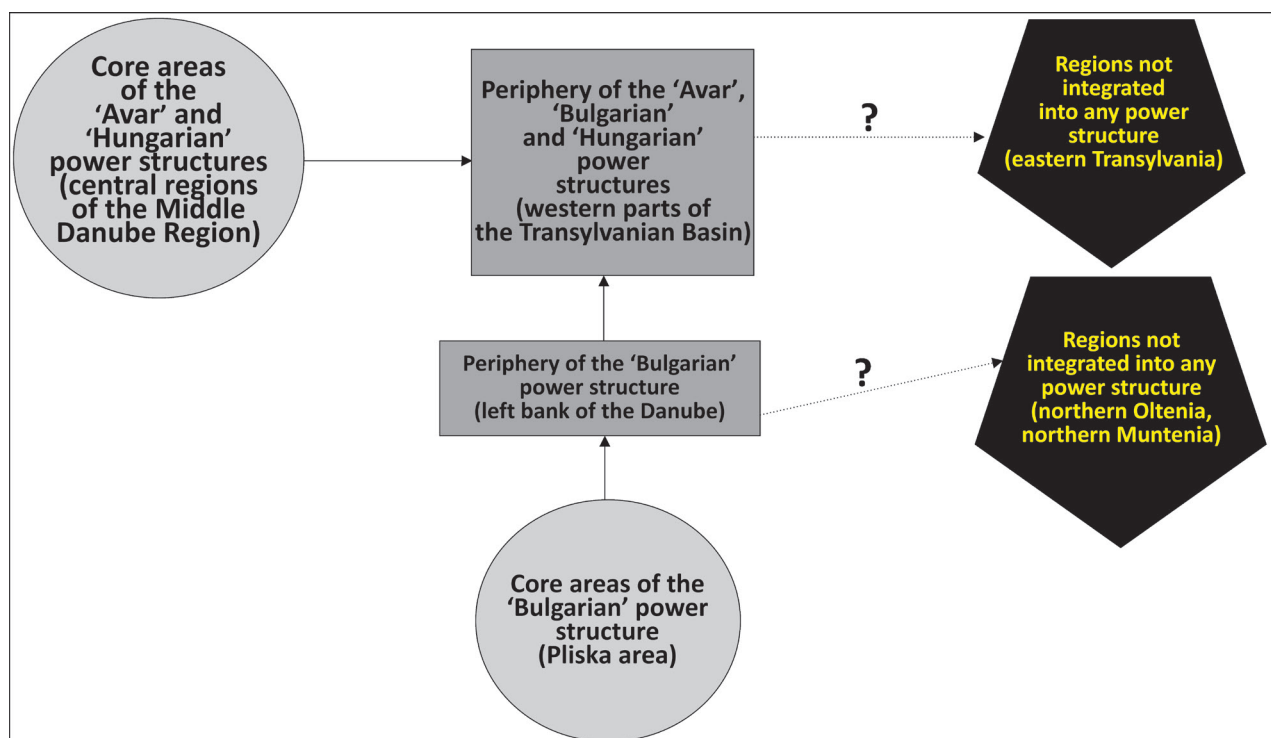 Core areas
of the
‘Avar’ and
‘Hungarian’
power structures
(central regions
of the Middle
Danube Region)
Periphery of the ‘Avar’,
‘Bulgarian’
and ‘Hungarian’
power
structures
(western parts of
the Transylvanian Basin)
?
Regions not
integrated
into any power
structure
(eastern Transylvania)
Periphery of the ‘Bulgarian’
power structure
(left bank of the Danube)
?
Regions not
integrated into any
power structure
(northern Oltenia,
northern Muntenia)
Core areas of the
‘Bulgarian’ power
structure
(Pliska area)